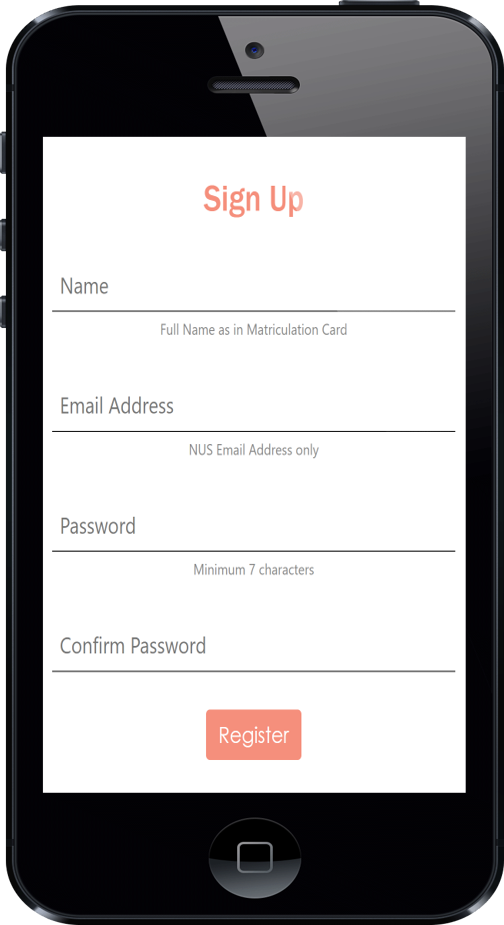 Sign Up
Name
Full Name as in Matriculation Card
Email Address
NUS Email Address only
Password
Minimum 7 characters
Confirm Password
Register